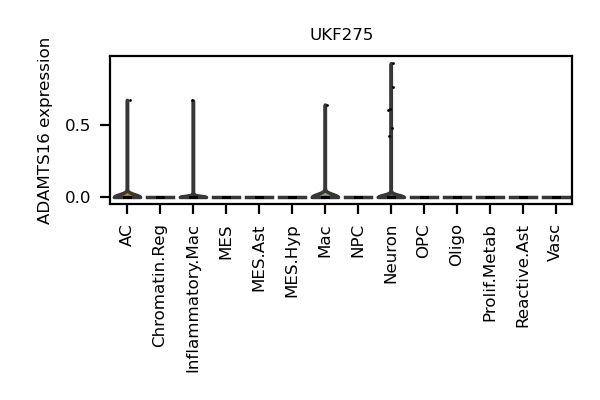 UKF275
ADAMTS16 expression
0.5
0.0
AC
Chromatin.Reg
Inflammatory.Mac
MES
MES.Ast
MES.Hyp
Mac
NPC
Neuron
OPC
Oligo
Prolif.Metab
Reactive.Ast
Vasc